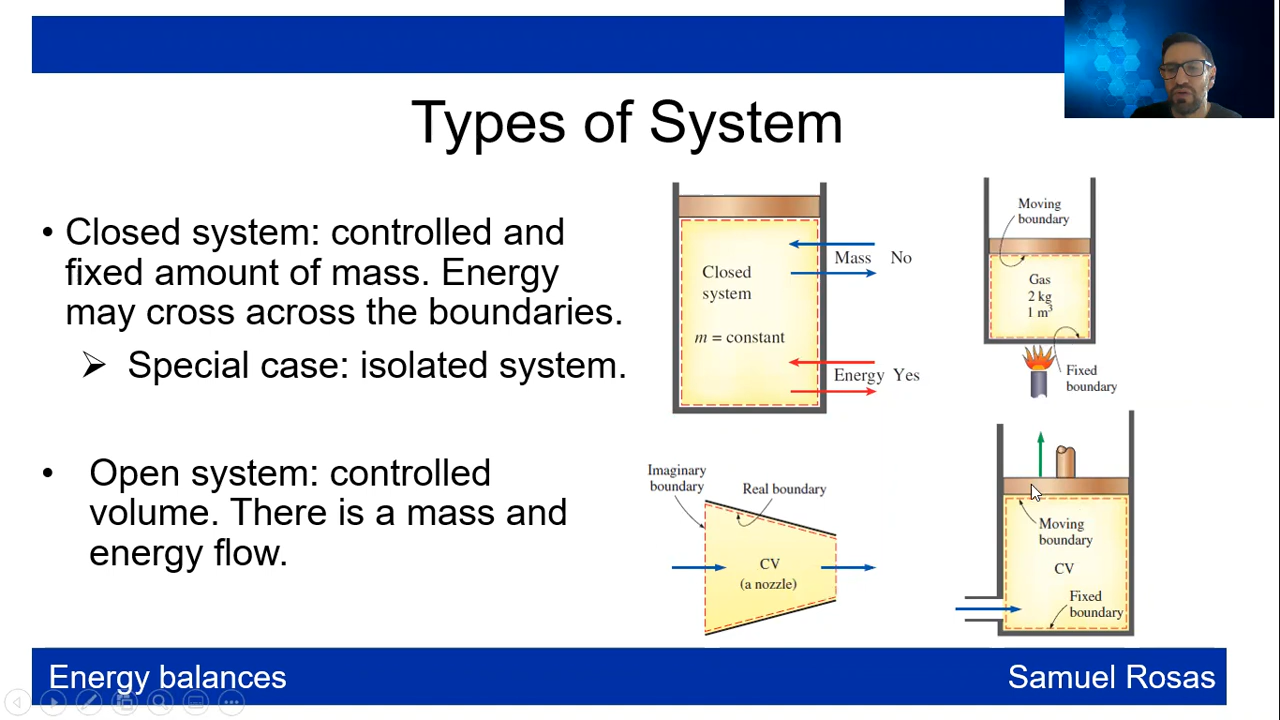 Types of System
• Closed system: controlled and
fixed amount of mass. Energy
may cross across the boundaries.
➢ Special case: isolated system.
• Open system: controlled
volume. There is a mass and
energy flow.
Closed
system
m = constant
Mass No
Energy Yes
Moving
boundary
Gas
2 kg
1 m³
Fixed
boundary
Imaginary
boundary
Real boundary
CV
(a nozzle)
Moving
boundary
CV
Fixed
boundary
Energy balances
Samuel Rosas